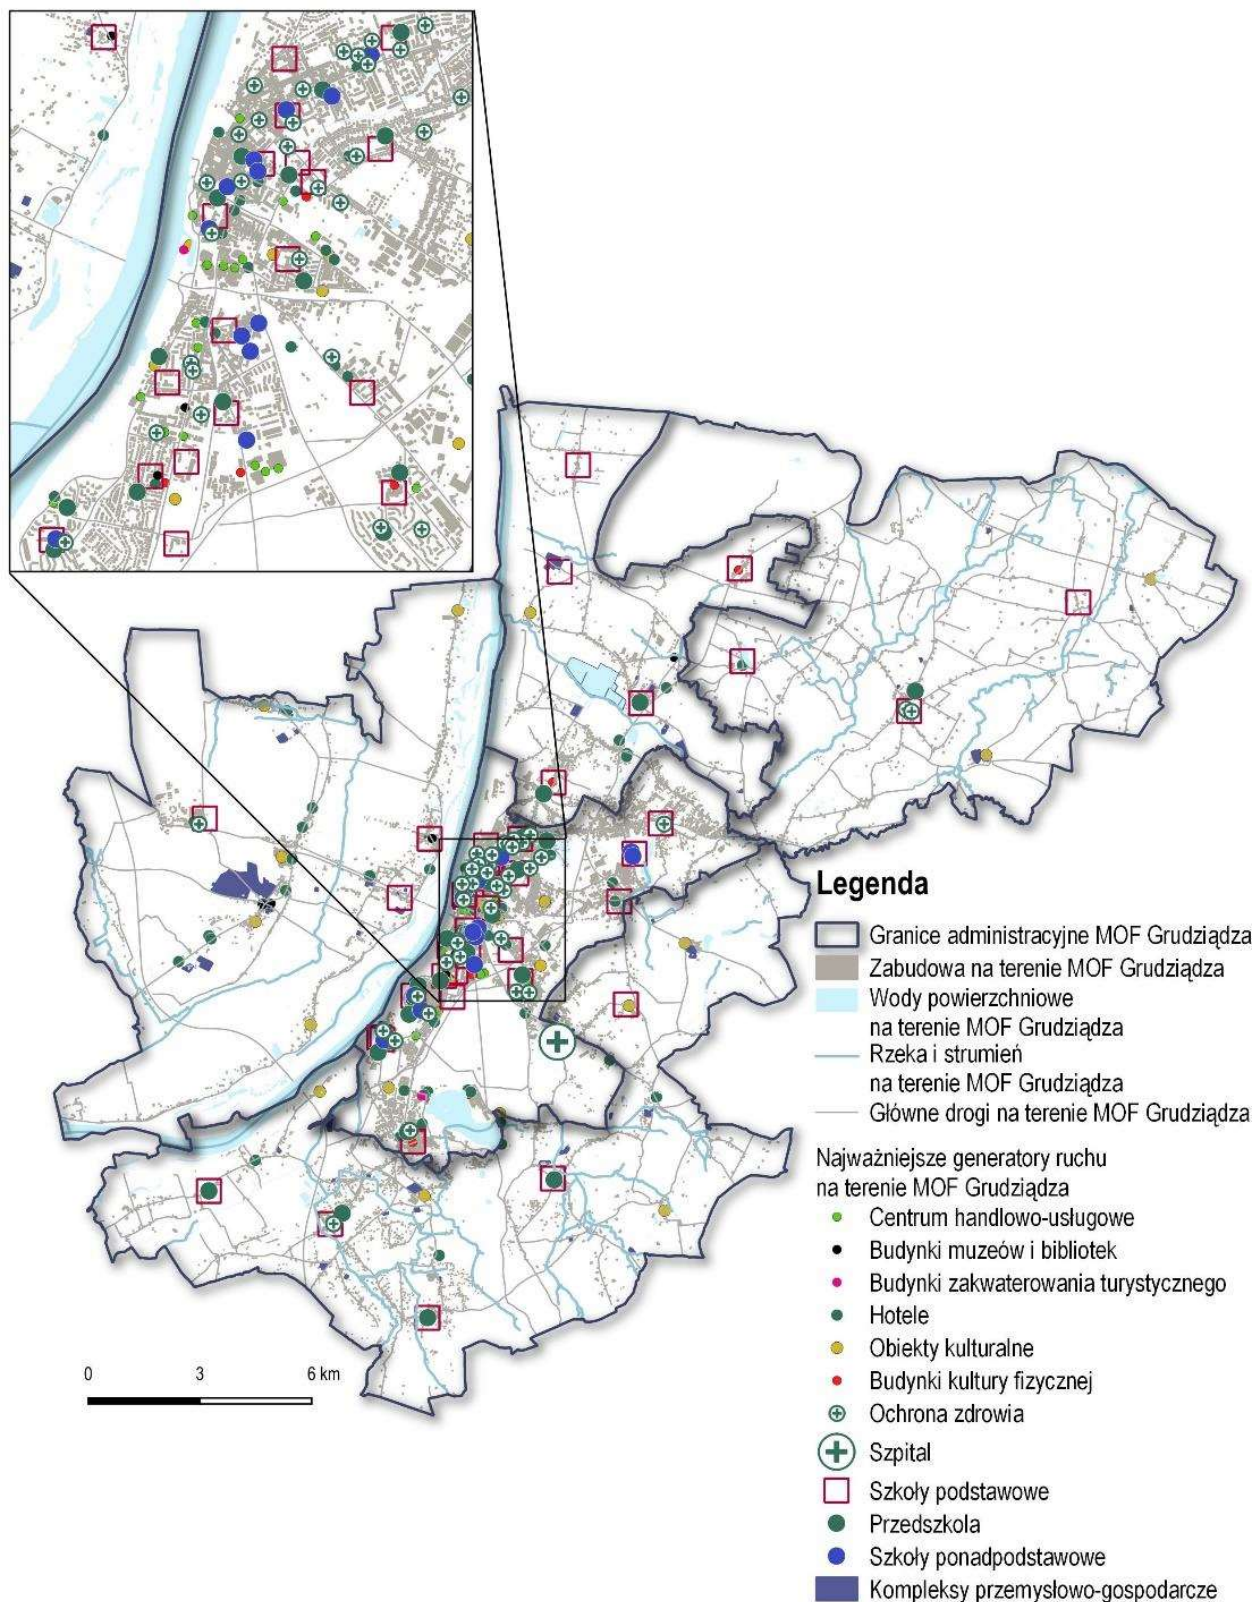 Legenda
Granice administracyjne MOF Grudziądza
Zabudowa na terenie MOF Grudziądza
Wody powierzchniowe
na terenie MOF Grudziądza
Rzeka i strumień
na terenie MOF Grudziądza
Główne drogi na terenie MOF Grudziądza
Najważniejsze generatory ruchu
na terenie MOF Grudziądza
Centrum handlowo-usługowe
Budynki muzeów i bibliotek
Budynki zakwaterowania turystycznego
Hotele
Obiekty kulturalne
Budynki kultury fizycznej
Ochrona zdrowia
Szpital
Szkoły podstawowe
Przedszkola
Szkoły ponadpodstawowe
Kompleksy przemysłowo-gospodarcze
0 3 6 km